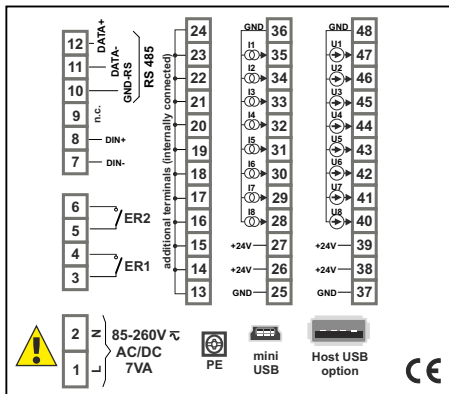 12 DATA+
11 DATA-
10 GND-RS
RS 485
9 n.c.
8 DIN+
7 DIN-
6
5
ER2
4
3
ER1
2 N
1 L
85-260V
AC/DC
7VA
additional terminals (internally connected)
24
23
22
21
20
19
18
17
16
15
14
13
GND 36
I1 35
I2 34
I3 33
I4 32
I5 31
I6 30
I7 29
I8 28
+24V 27
+24V 26
GND 25
GND 48
U1 47
U2 46
U3 45
U4 44
U5 43
U6 42
U7 41
U8 40
+24V 39
+24V 38
GND 37
PE
mini
USB
Host USB
option
CE